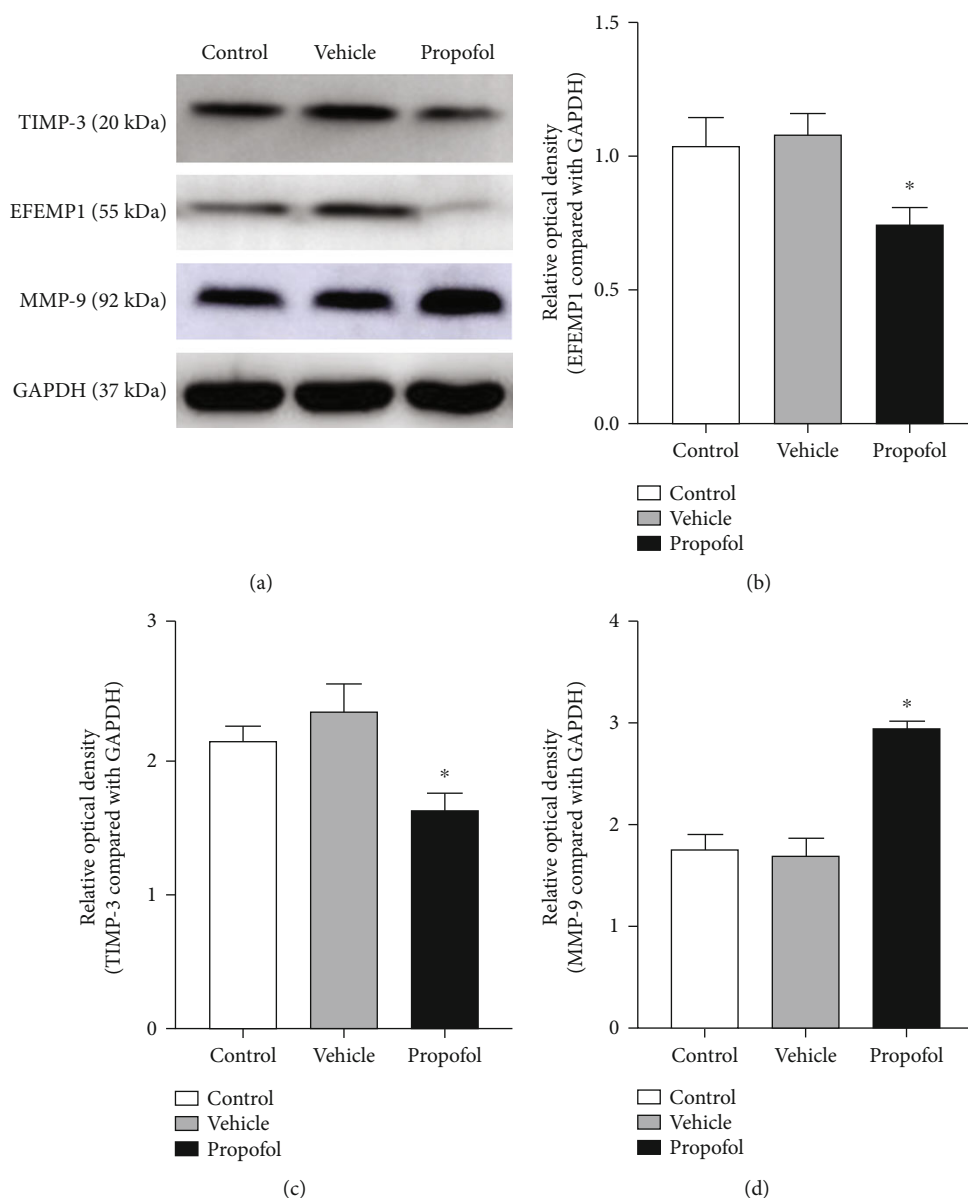 Control Vehicle Propofol
TIMP-3 (20 kDa)
EFEMP1 (55 kDa)
MMP-9 (92 kDa)
GAPDH (37 kDa)
(a)
Relative optical density
(EFEMP1 compared with GAPDH)
1.5
1.0
0.5
0.0
*
Control Vehicle Propofol
Control
Vehicle
Propofol
(b)
Relative optical density
(TIMP-3 compared with GAPDH)
3
2
1
0
*
Control Vehicle Propofol
Control
Vehicle
Propofol
(c)
Relative optical density
(MMP-9 compared with GAPDH)
4
3
2
1
0
*
Control Vehicle Propofol
Control
Vehicle
Propofol
(d)